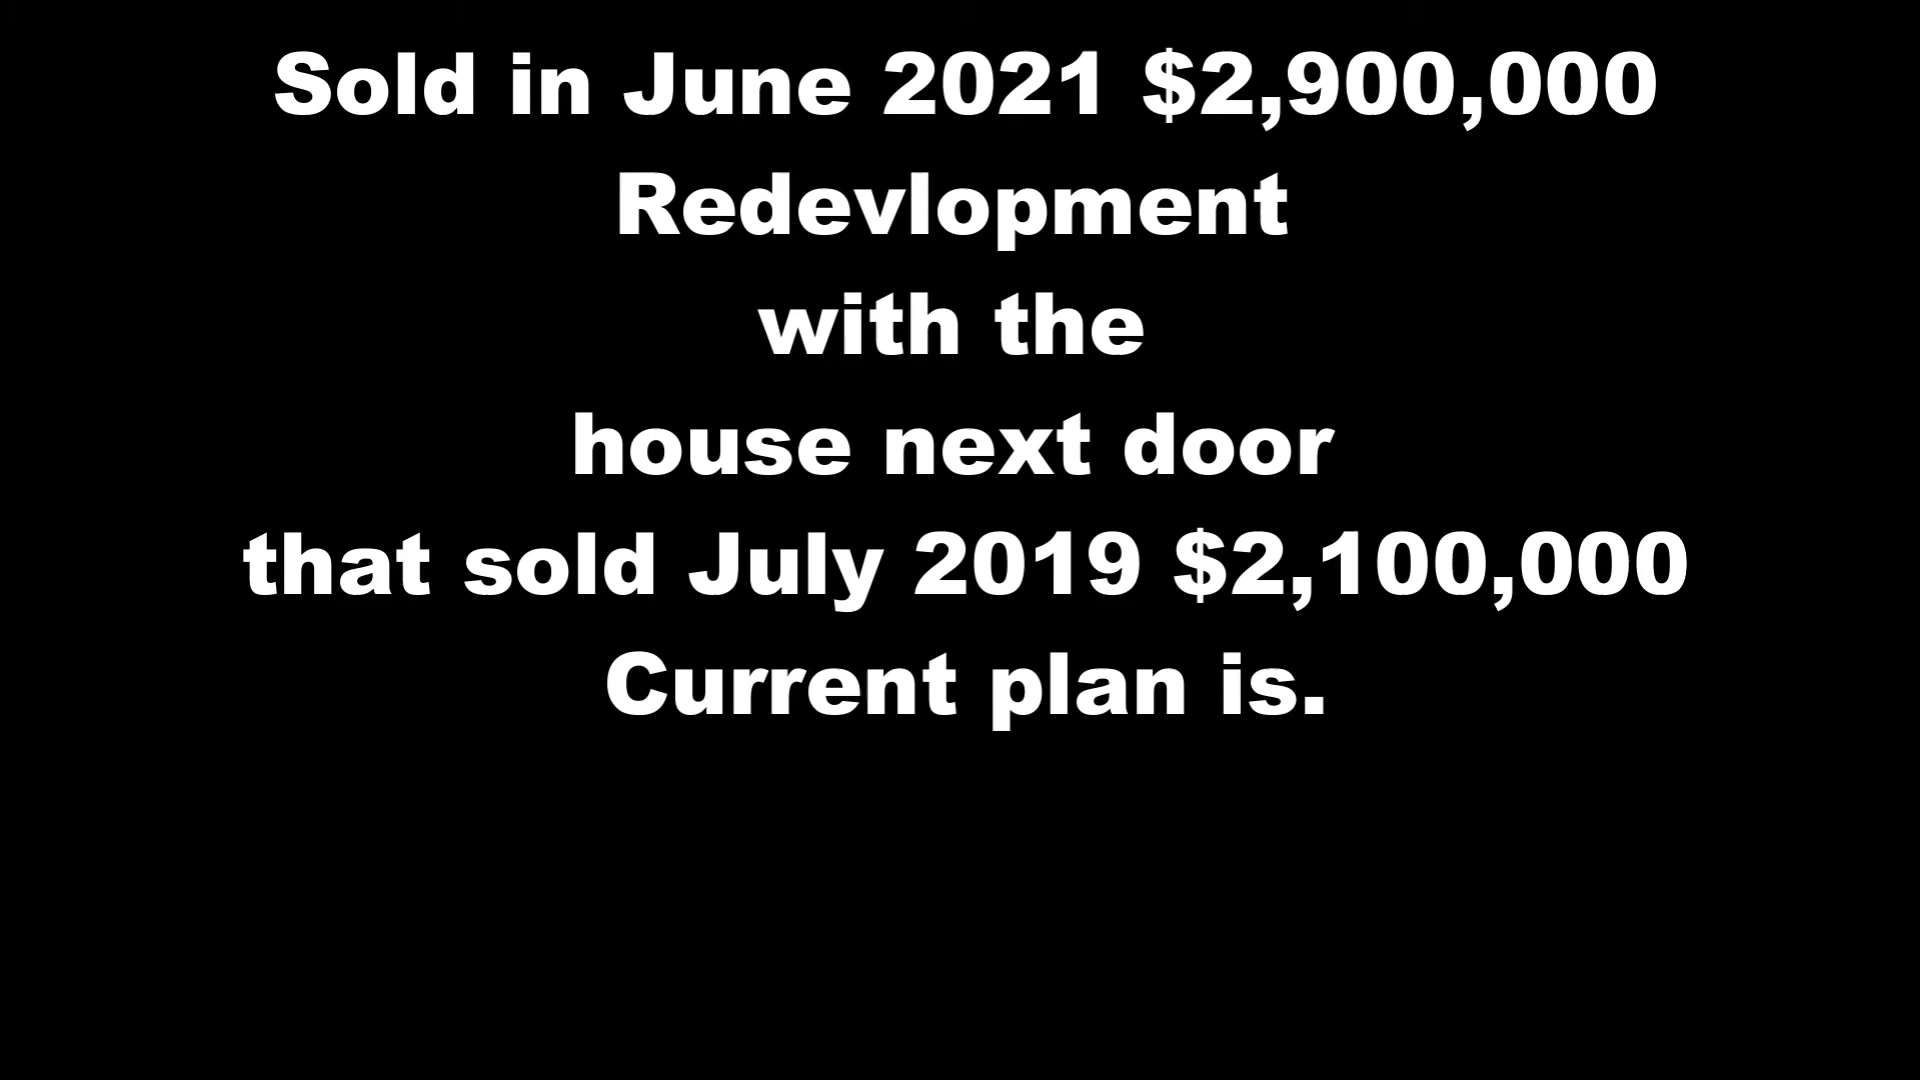 Sold in June 2021 $2,900,000
Redevlopment
with the
house next door
that sold July 2019 $2,100,000
Current plan is.